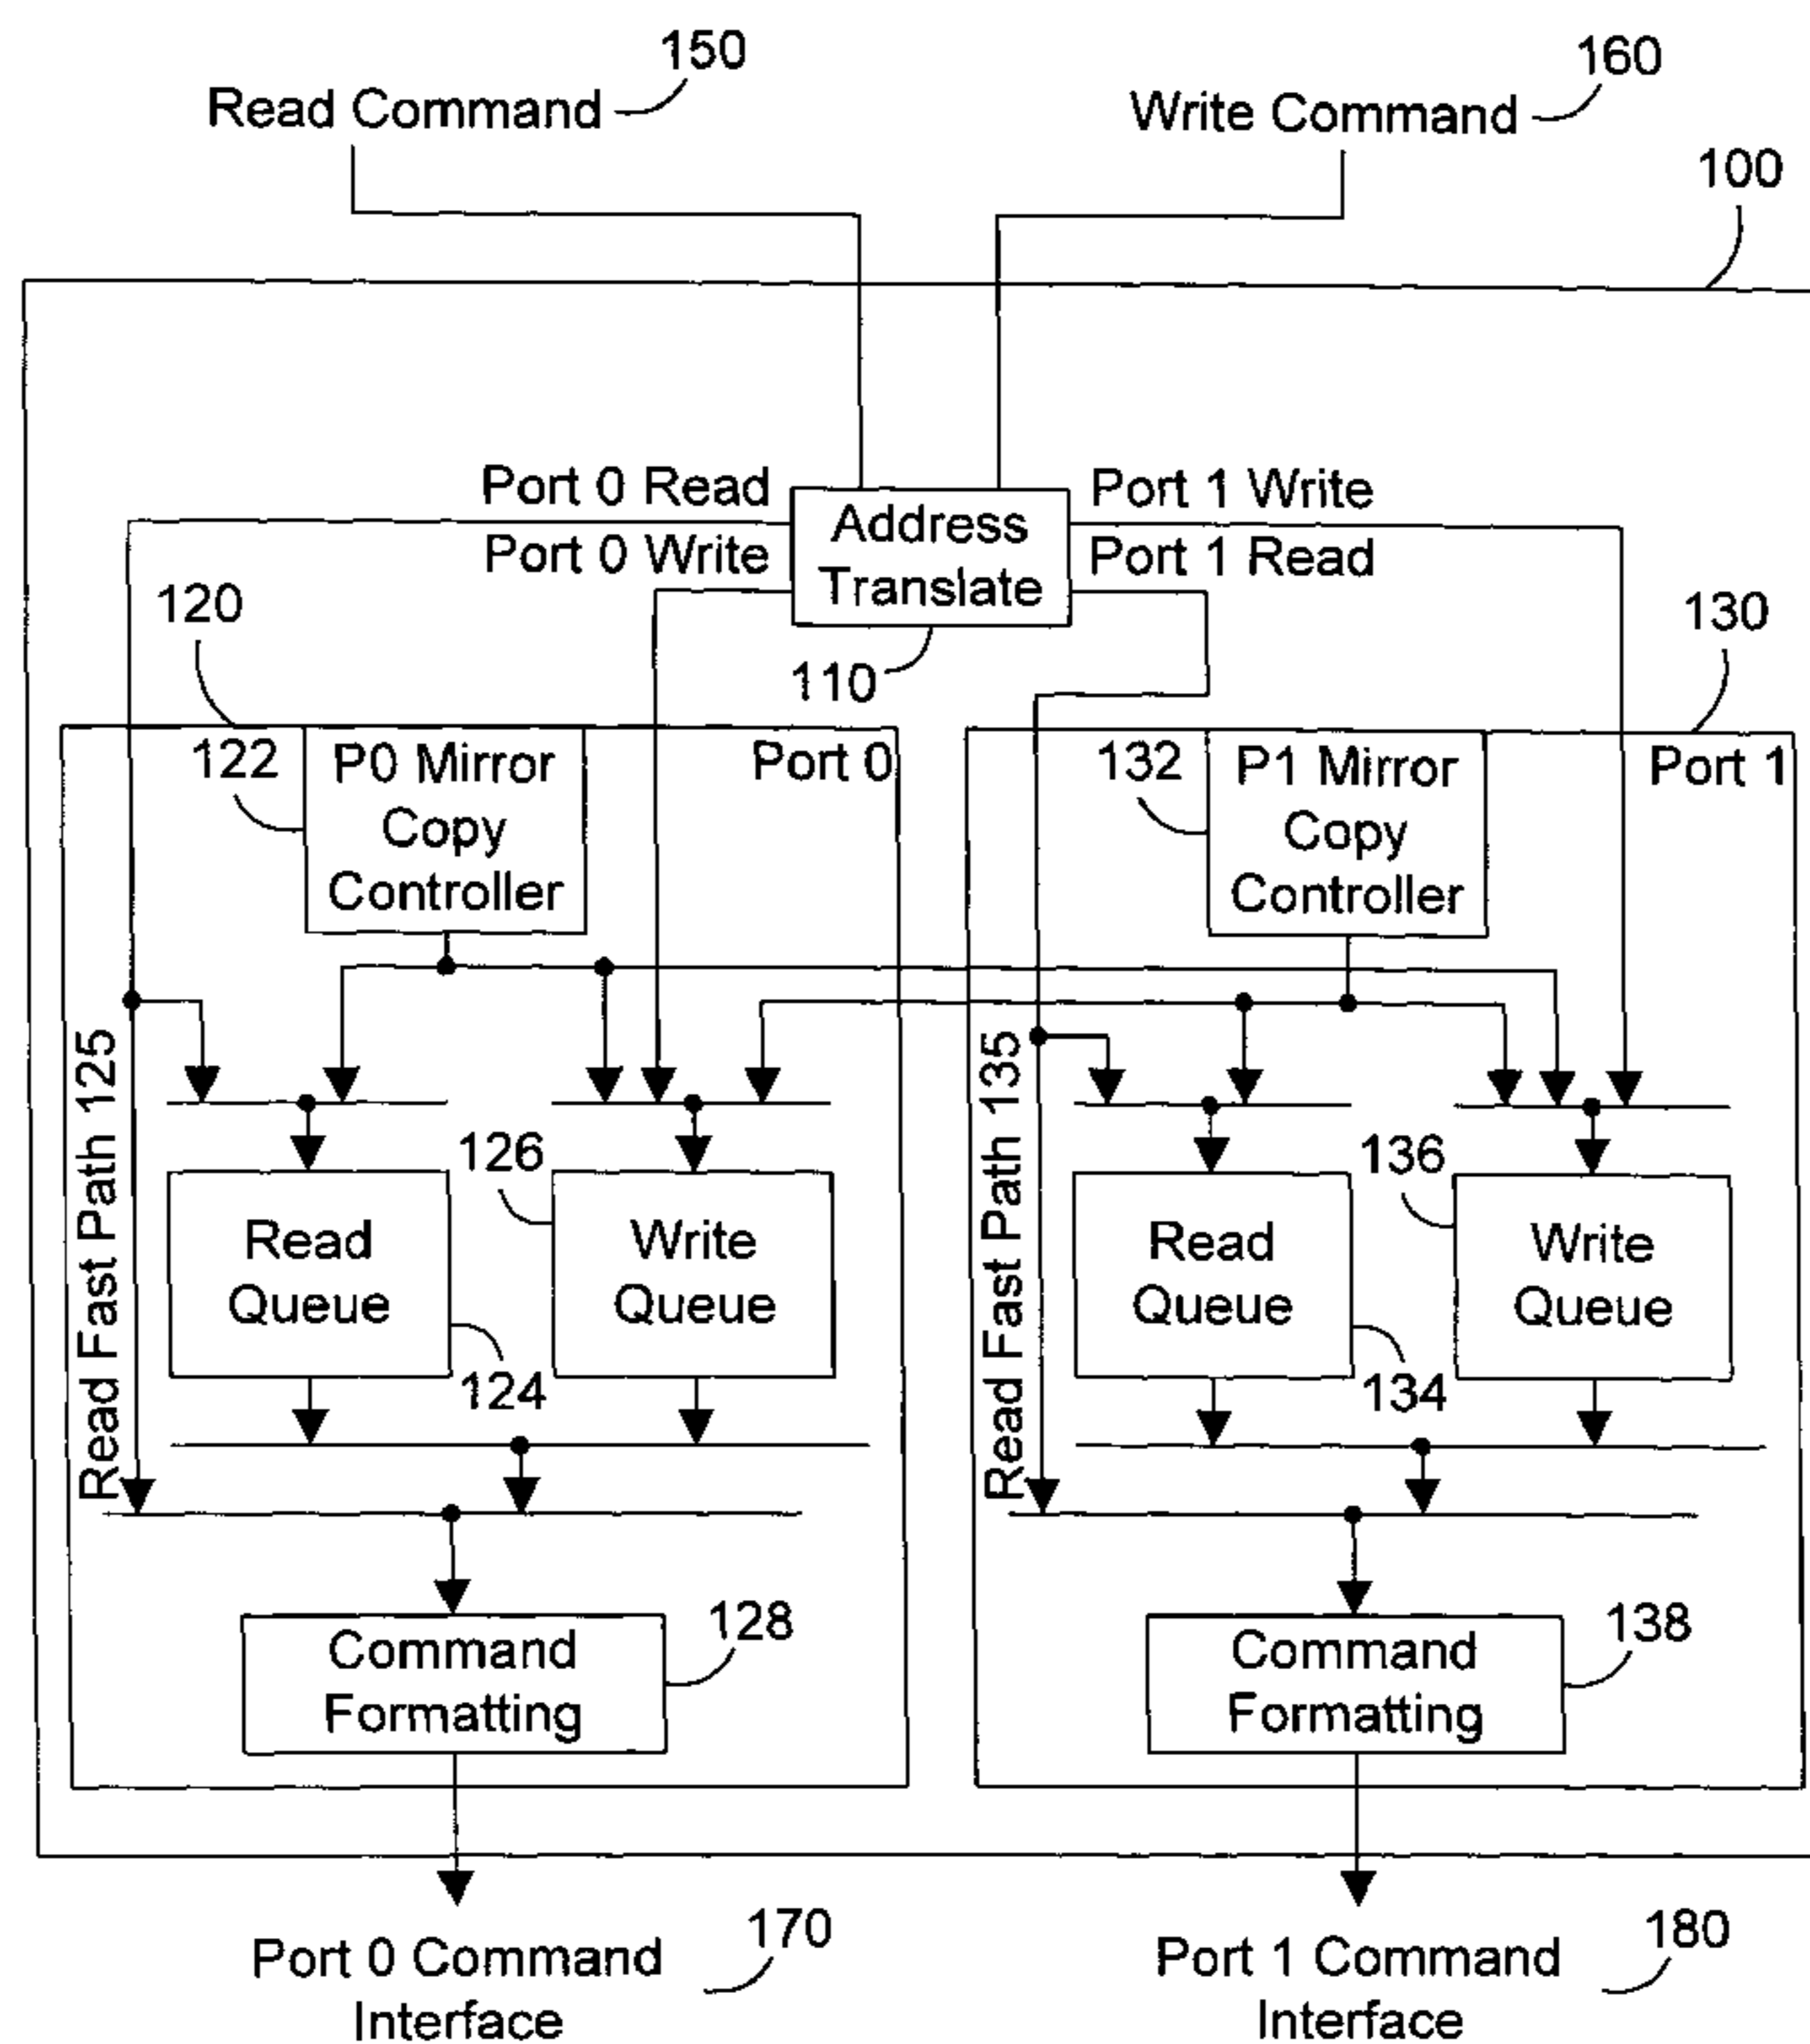 150
Read Command
160
Write Command
100
Port 0 Read
Port 0 Write
Address
Translate
Port 1 Write
Port 1 Read
110
120
130
122
P0 Mirror
Copy
Controller
Port 0
132
P1 Mirror
Copy
Controller
Port 1
Read Fast Path 125
Read Fast Path 135
126
136
Read
Queue
Write
Queue
Read
Queue
Write
Queue
124
134
Command
Formatting
128
Command
Formatting
138
Port 0 Command
Interface
170
Port 1 Command
Interface
180